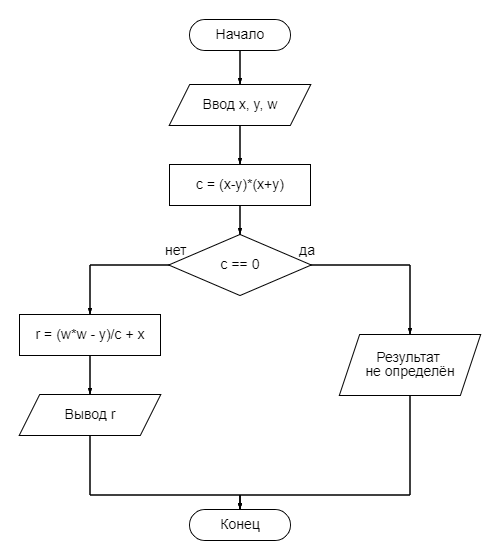 Начало
Ввод x, y, w
c = (x-y)*(x+y)
нет
да
c == 0
r = (w*w - y)/c + x
Результат
не определён
Вывод r
Конец